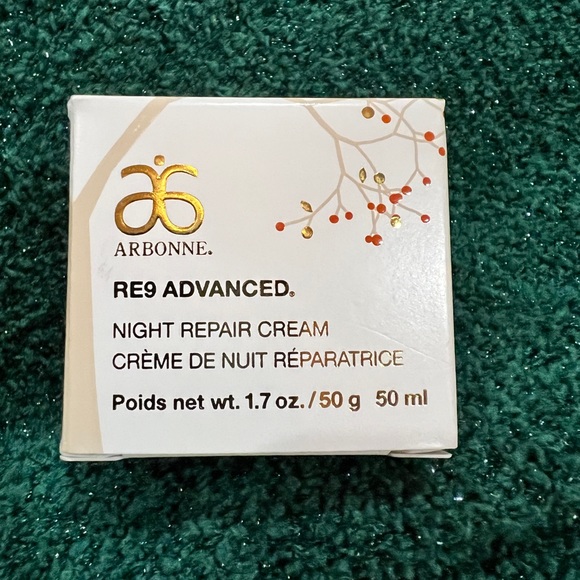 ARBONNE.
RE9 ADVANCED®
NIGHT REPAIR CREAM
CRÈME DE NUIT RÉPARATRICE
Poids net wt. 1.7 oz./50 g 50 ml